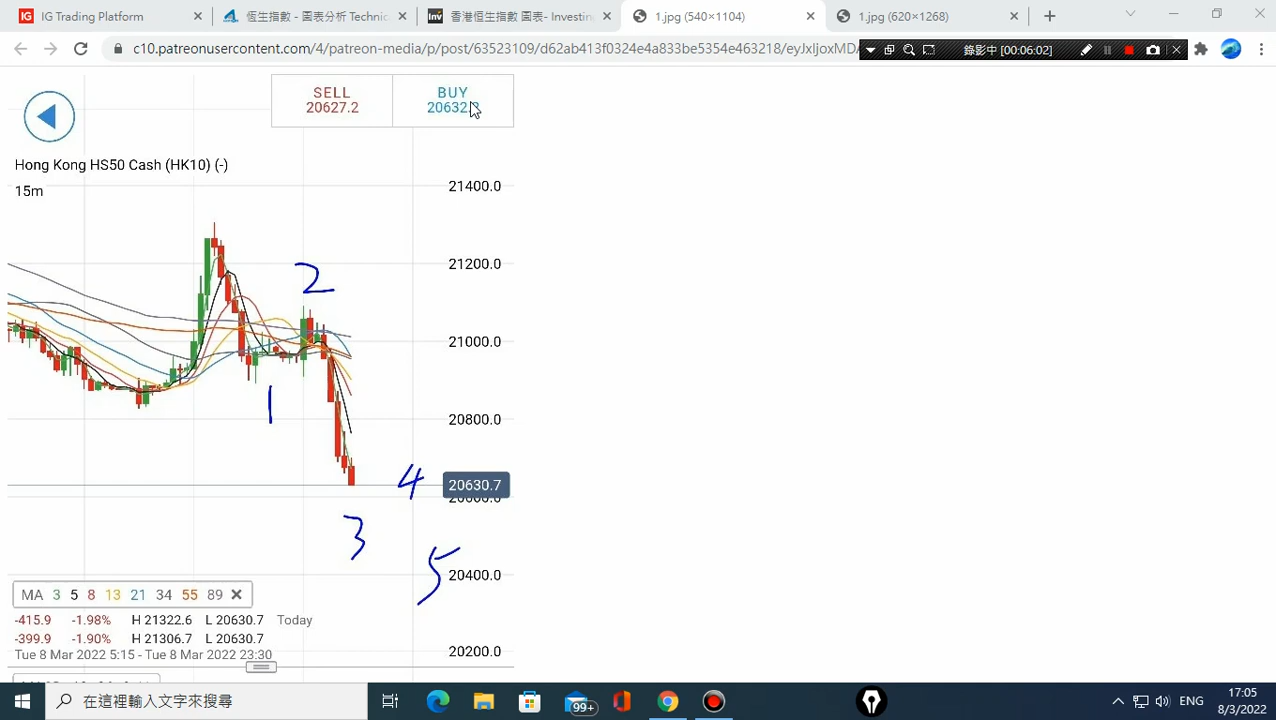 IG Trading Platform
恆生指數 - 圖表分析 Technic
香港恒生指數 圖表- Investin
1.jpg (540×1104)
1.jpg (620×1268)
c10.patreonusercontent.com/4/patreon-media/p/post/63523109/d62ab413f0324e4a833be5354e463218/eyJxIjoxMDA
錄影中 (00:06:02)
SELL
20627.2
BUY
20632.
Hong Kong HS50 Cash (HK10) (-)
15m
21400.0
21200.0
2
21000.0
1
20800.0
4
20630.7
20600.0
3
5
20400.0
MA 3 5 8 13 21 34 55 89
-415.9 -1.98% H 21322.6 L 20630.7 Today
-399.9 -1.90% H 21306.7 L 20630.7
Tue 8 Mar 2022 5:15 - Tue 8 Mar 2022 23:30
20200.0
在這裡輸入文字來搜尋
99+
ENG
17:05
8/3/2022